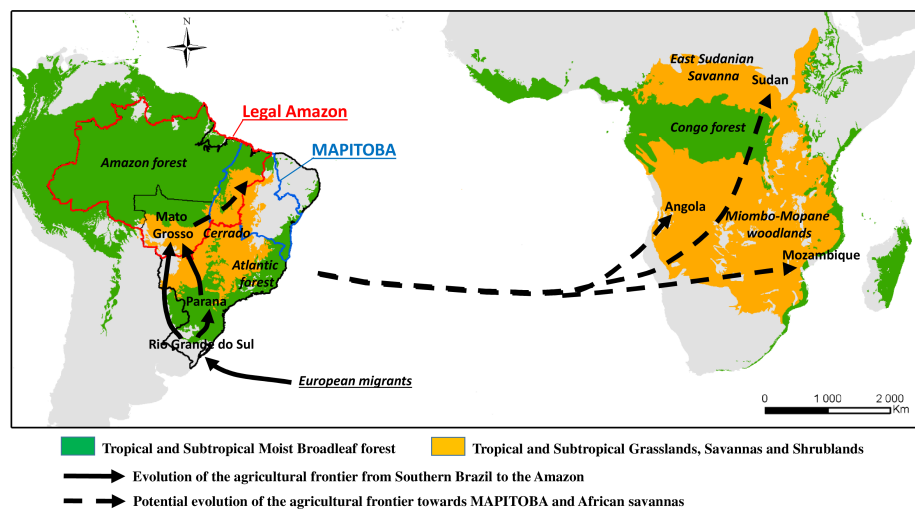 N
East Sudanian
Savanna
Sudan
Legal Amazon
Congo forest
MAPITOBA
Amazon forest
Angola
Mato
Grosso
Cerrado
Miombo-Mopane
woodlands
Atlantic
forest
Mozambique
Parana
Rio Grande do Sul
European migrants
0 1 000 2 000
Km
Tropical and Subtropical Moist Broadleaf forest
Tropical and Subtropical Grasslands, Savannas and Shrublands
Evolution of the agricultural frontier from Southern Brazil to the Amazon
Potential evolution of the agricultural frontier towards MAPITOBA and African savannas